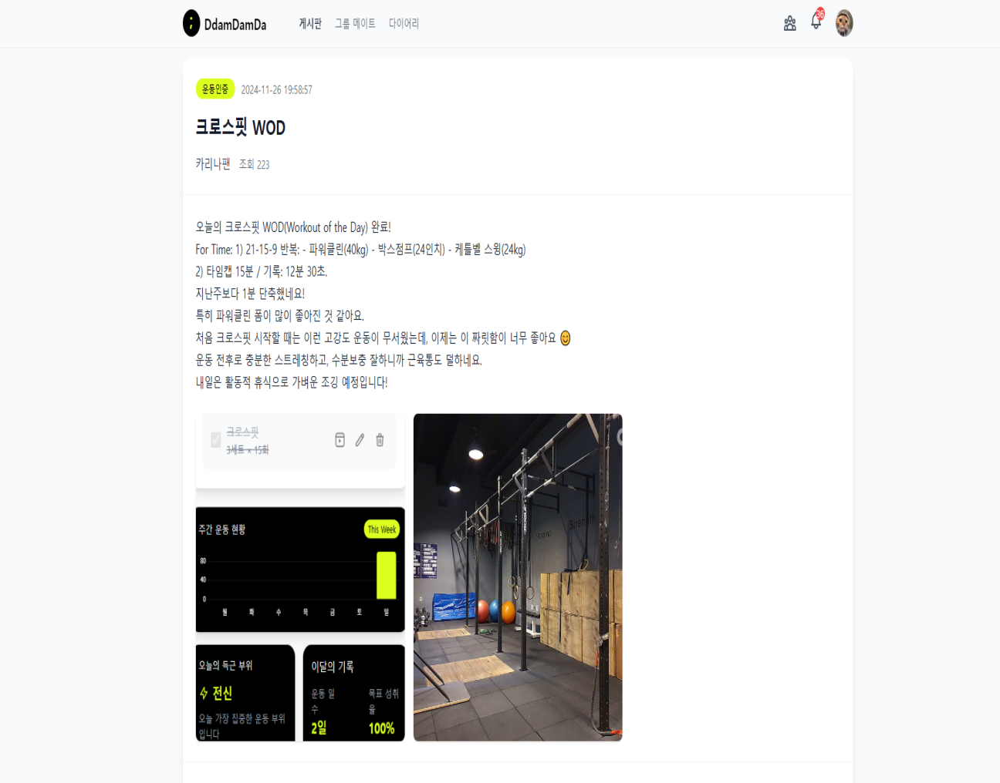 DdamDamDa
게시판 그룹 메이트 다이어리
36
운동인증 2024-11-26 19:58:57
크로스핏 WOD
카리나팬 조회 223
오늘의 크로스핏 WOD(Workout of the Day) 완료!
For Time: 1) 21-15-9 반복: - 파워클린(40kg) - 박스점프(24인치) - 케틀벨 스윙(24kg)
2) 타임캡 15분 / 기록: 12분 30초.
지난주보다 1분 단축했네요!
특히 파워클린 폼이 많이 좋아진 것 같아요.
처음 크로스핏 시작할 때는 이런 고강도 운동이 무서웠는데, 이제는 이 짜릿함이 너무 좋아요 😊
운동 전후로 충분한 스트레칭하고, 수분보충 잘하니까 근육통도 덜하네요.
내일은 활동적 휴식으로 가벼운 조깅 예정입니다!
크로스핏
3세트 × 15회
주간 운동 현황 This Week
80
40
0
월 화 수 목 금 토 일
오늘의 득근 부위
전신
오늘 가장 집중한 운동 부위
입니다
이달의 기록
운동 일
수
2일
목표 성취
율
100%
ROGUE
Stamina
Strength